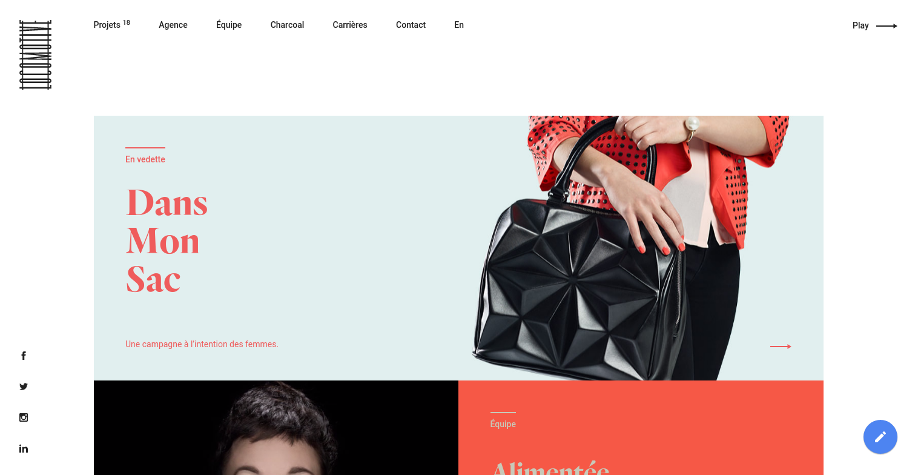 Projets 18
Agence
Équipe
Charcoal
Carrières
Contact
En
Play
En vedette
Dans
Mon
Sac
Une campagne à l'intention des femmes.
Équipe
Alimentée